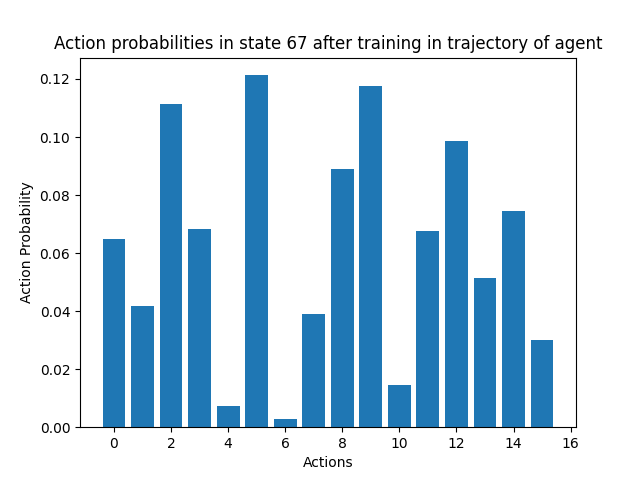 Action probabilities in state 67 after training in trajectory of agent
0.12
0.10
0.08
0.06
0.04
0.02
0.00
Action Probability
0 2 4 6 8 10 12 14 16
Actions